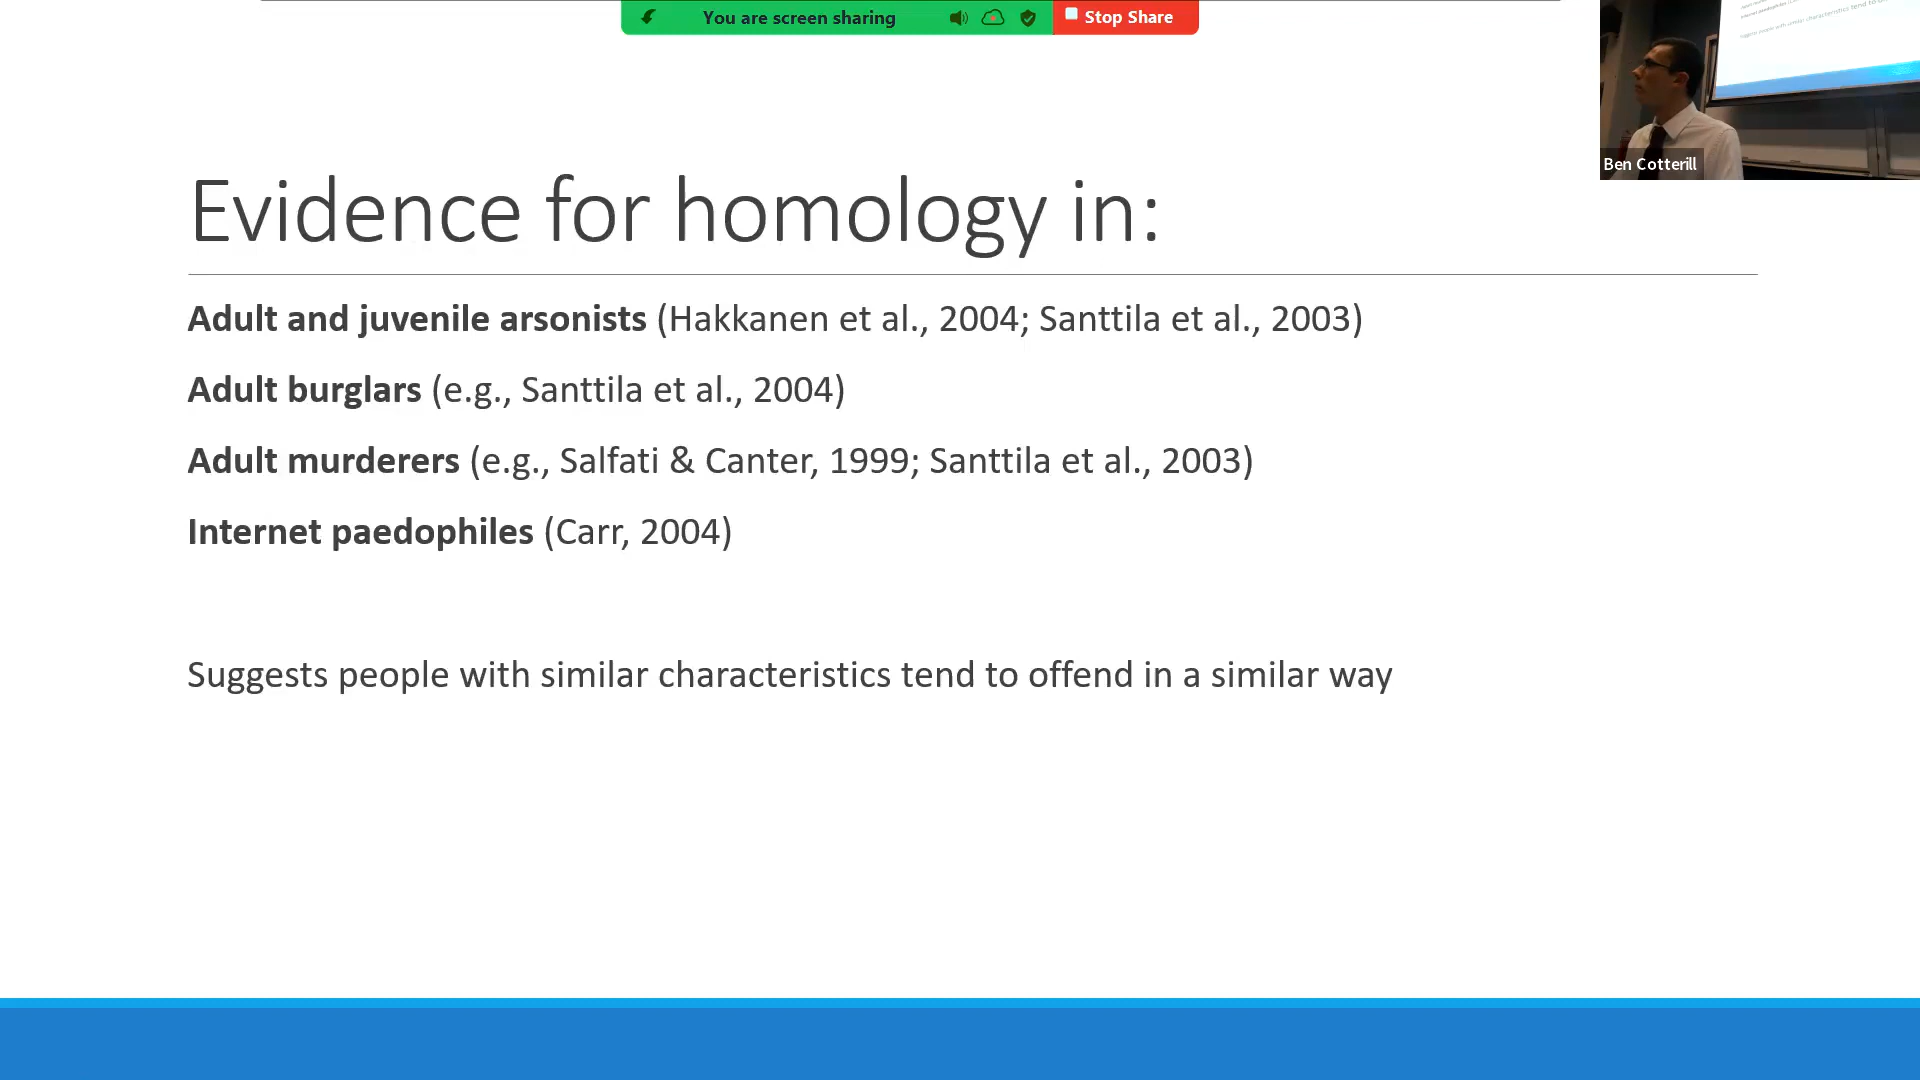 You are screen sharing
Stop Share
Ben Cotterill
Evidence for homology in:
Adult and juvenile arsonists (Hakkanen et al., 2004; Santtila et al., 2003)
Adult burglars (e.g., Santtila et al., 2004)
Adult murderers (e.g., Salfati & Canter, 1999; Santtila et al., 2003)
Internet paedophiles (Carr, 2004)
Suggests people with similar characteristics tend to offend in a similar way